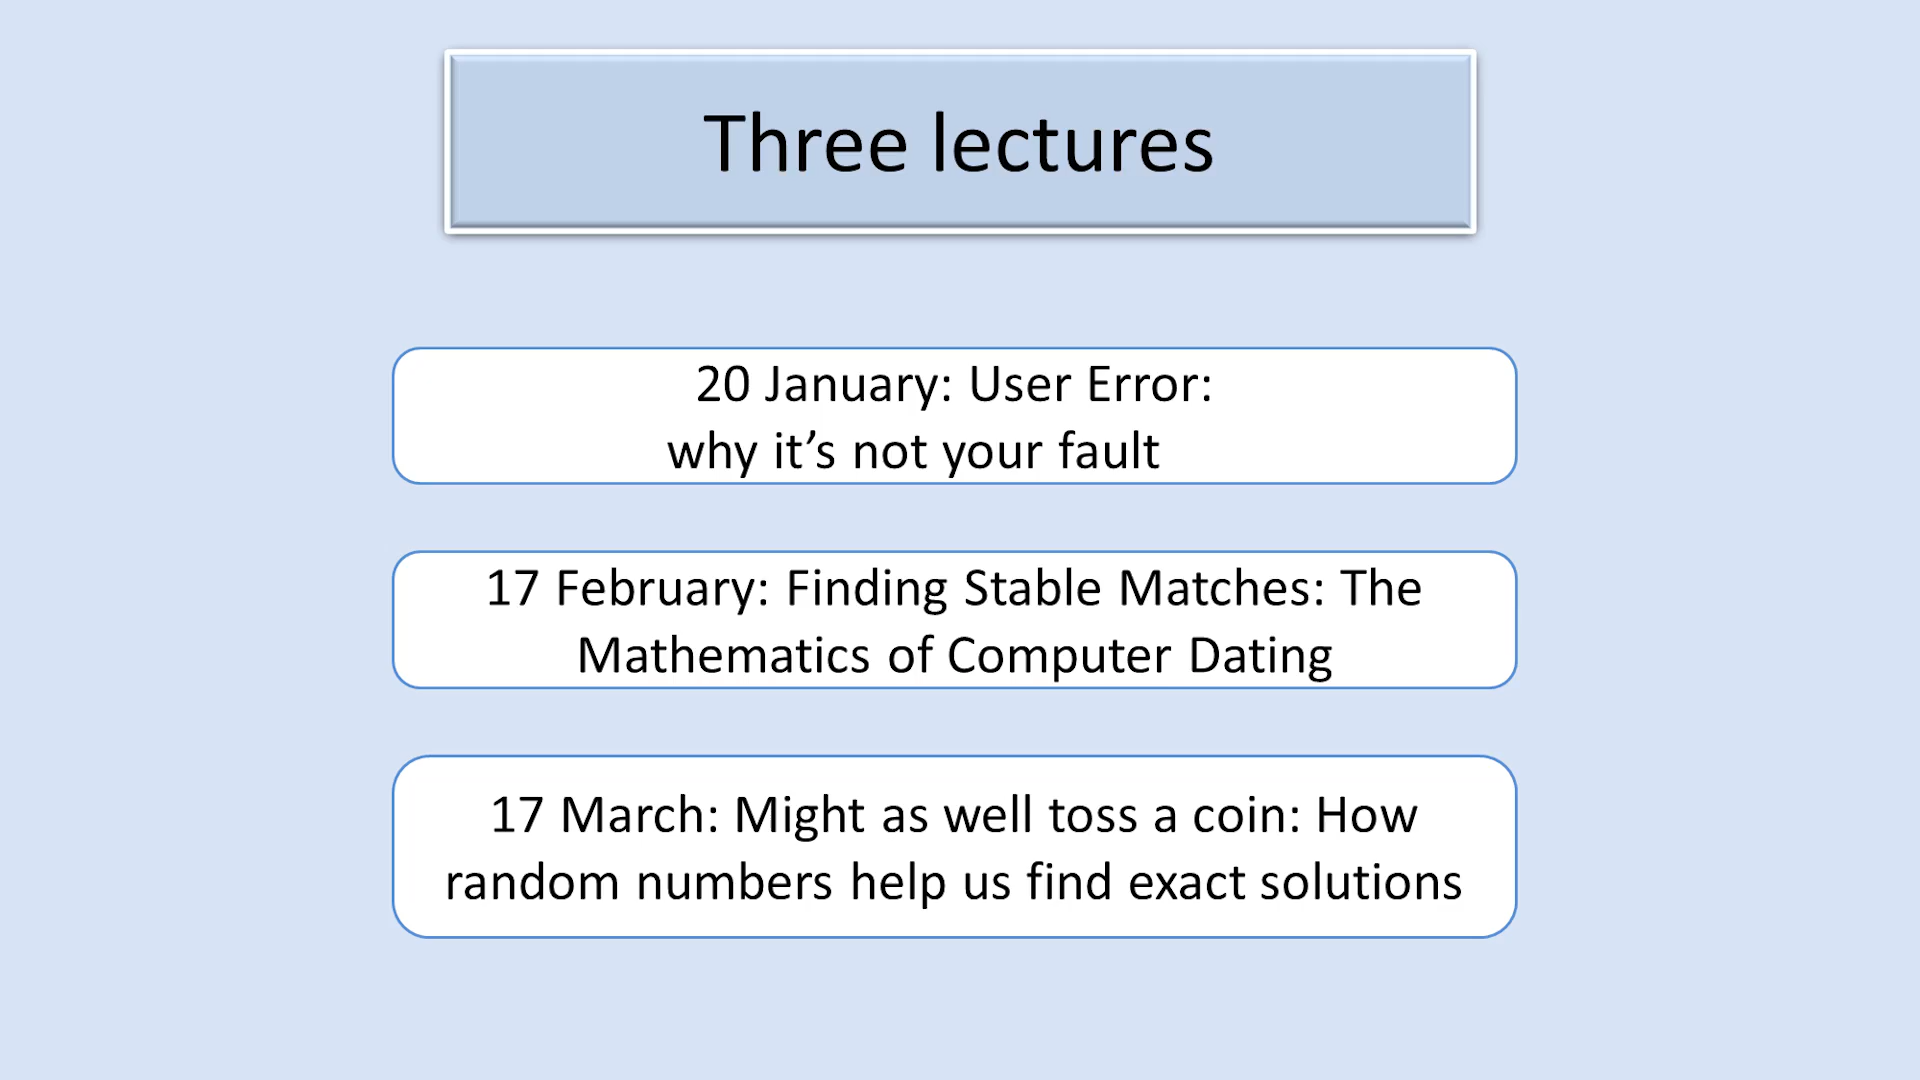 Three lectures
20 January: User Error:
why it’s not your fault
17 February: Finding Stable Matches: The
Mathematics of Computer Dating
17 March: Might as well toss a coin: How
random numbers help us find exact solutions